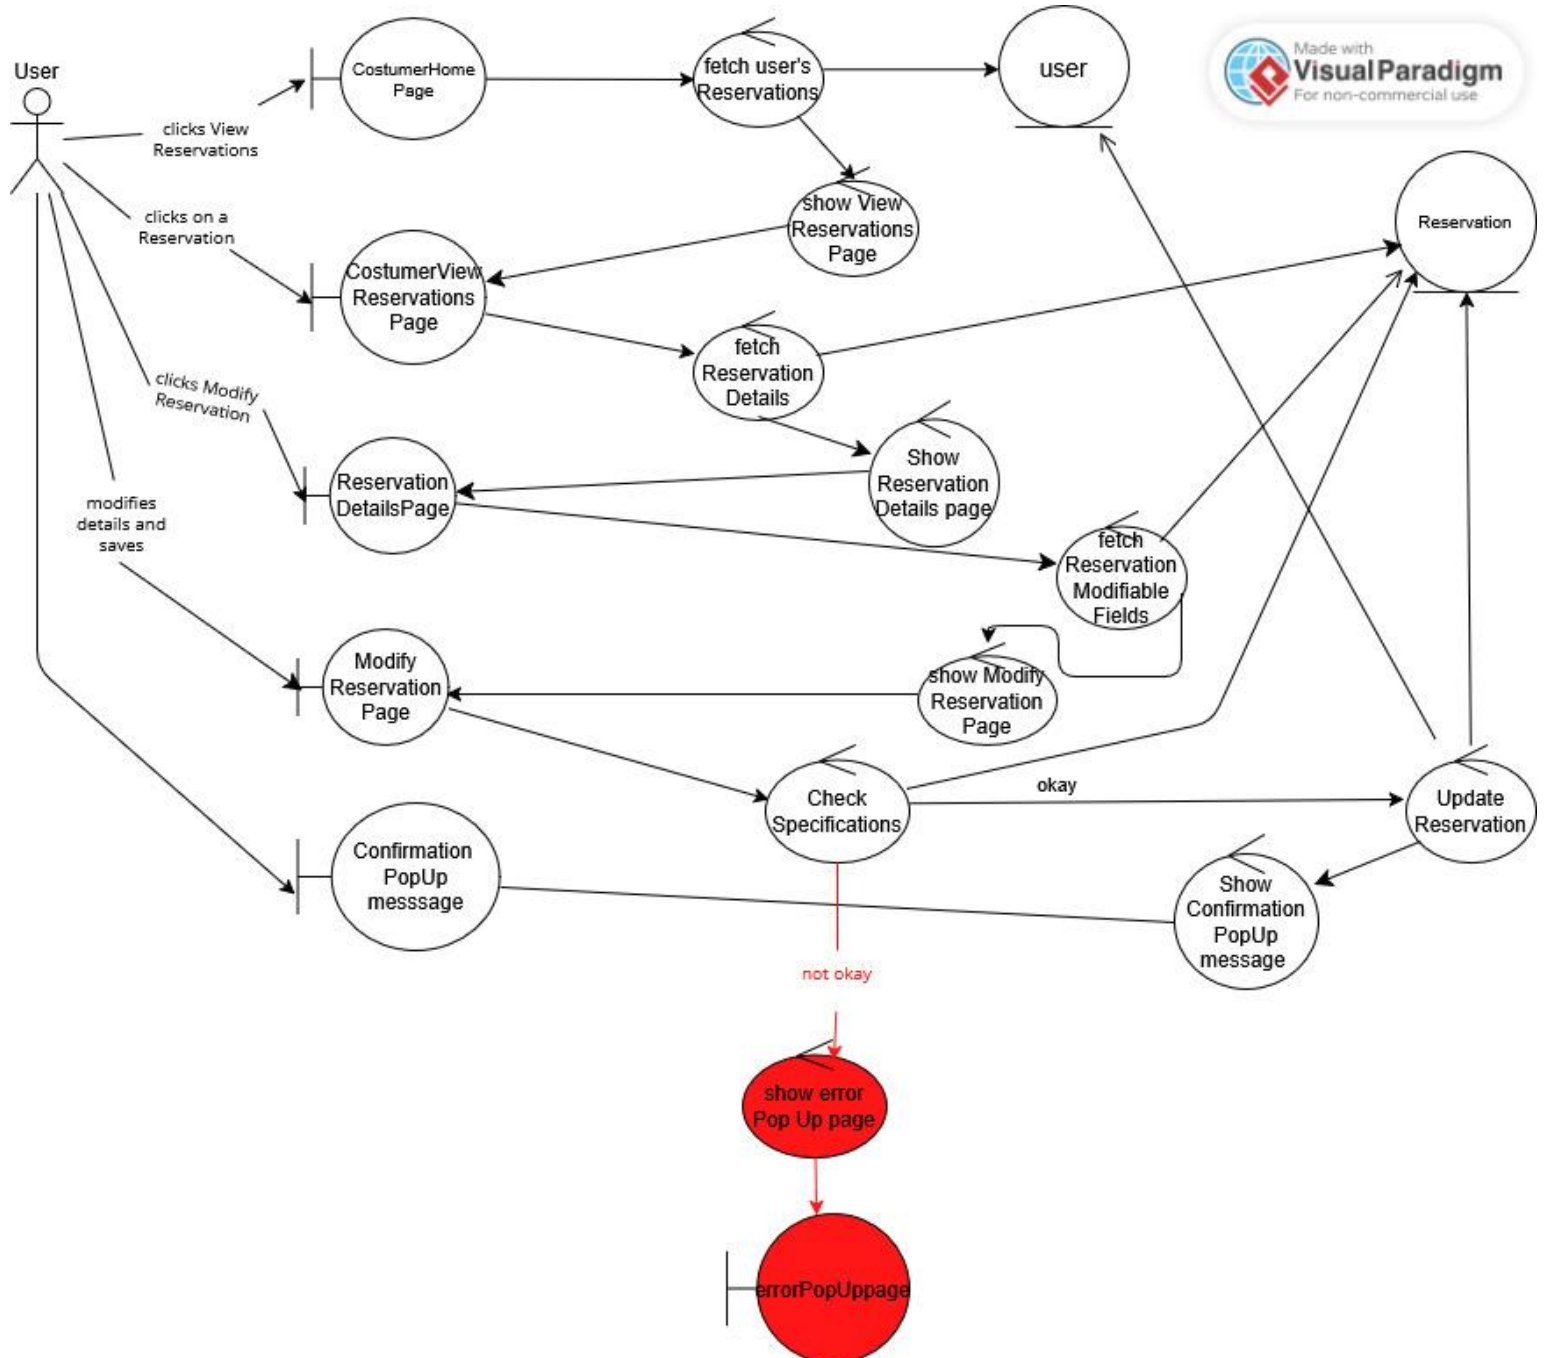 User
clicks View
Reservations
CostumerHome
Page
fetch user's
Reservations
user
Made with
Visual Paradigm
For non-commercial use
clicks on a
Reservation
CostumerView
Reservations
Page
show View
Reservations
Page
Reservation
fetch
Reservation
Details
clicks Modify
Reservation
Reservation
DetailsPage
Show
Reservation
Details page
modifies
details and
saves
fetch
Reservation
Modifiable
Fields
Modify
Reservation
Page
show Modify
Reservation
Page
Check
Specifications
okay
Update
Reservation
Confirmation
PopUp
messsage
Show
Confirmation
PopUp
message
not okay
show error
Pop Up page
errorPopUppage